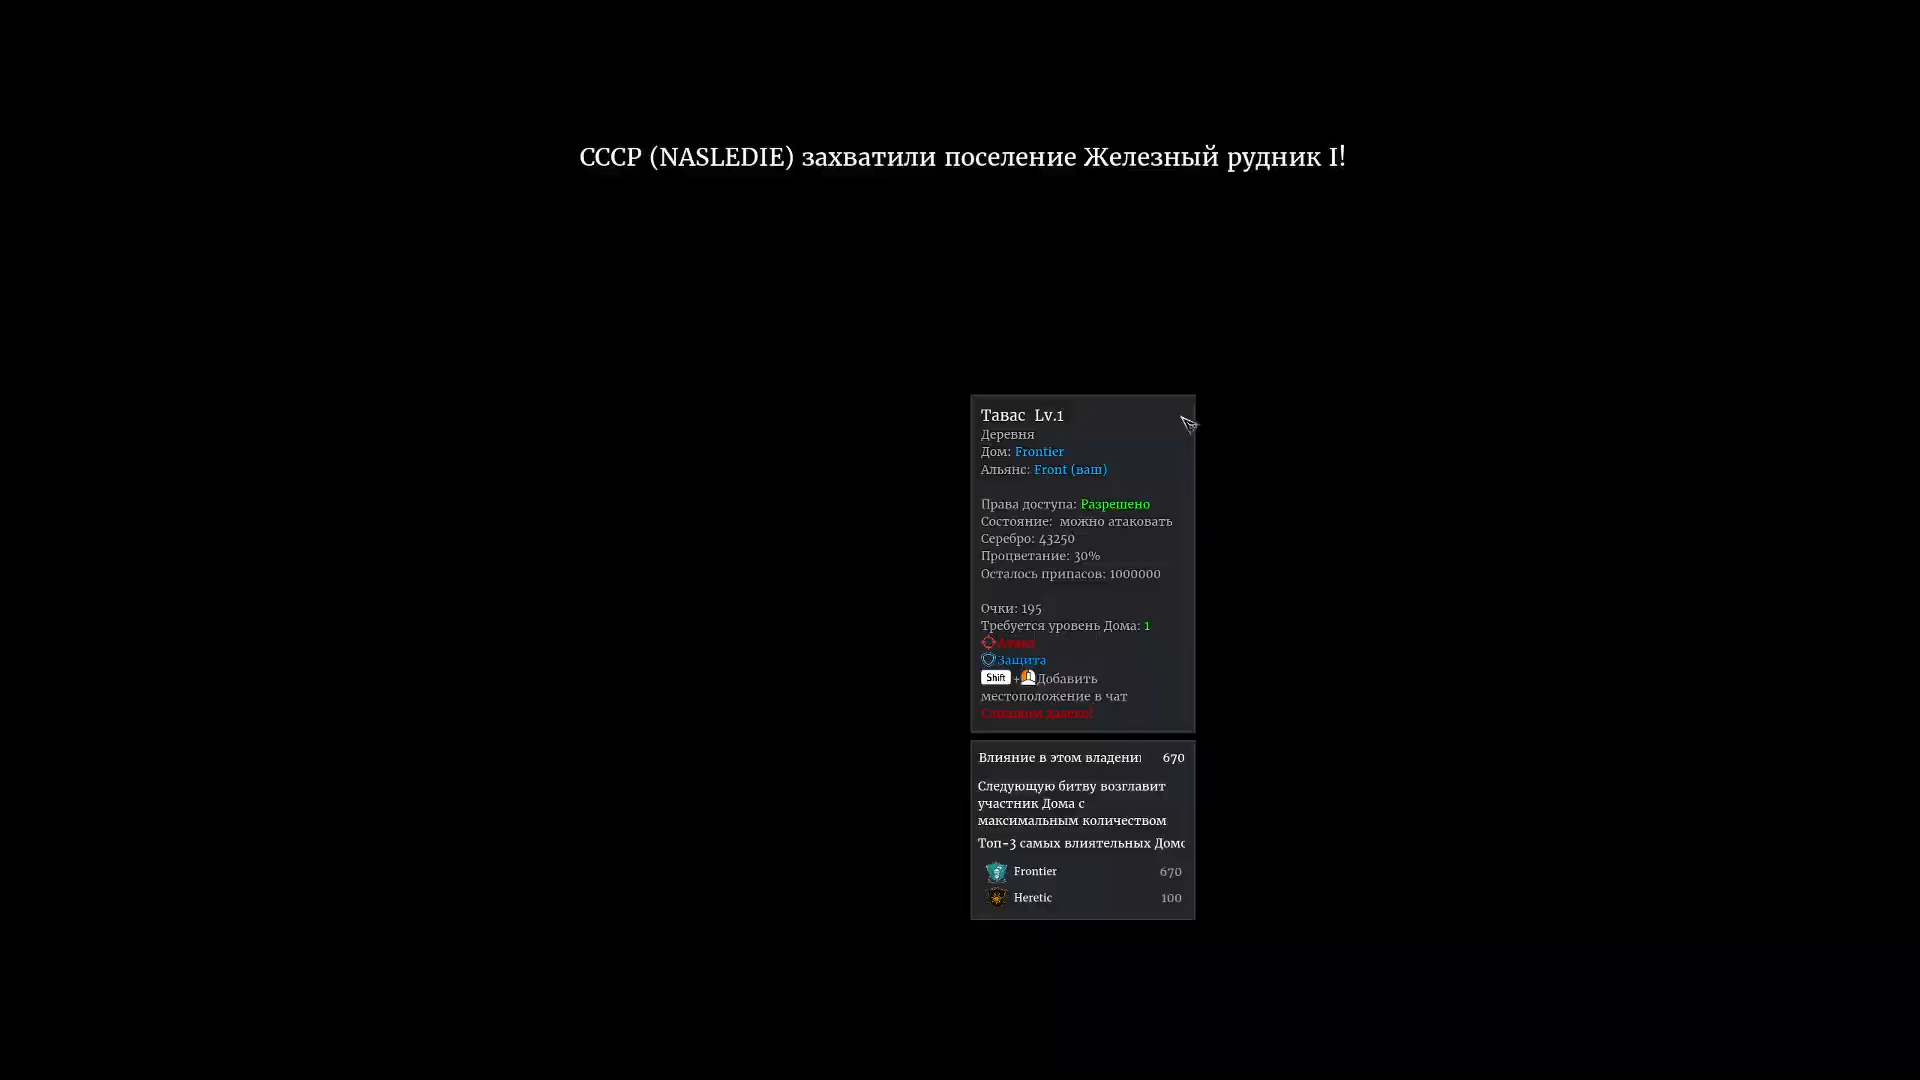 СССР (NASLEDIE) захватили поселение Железный рудник I!
Тавас Lv.1
Деревня
Дом: Frontier
Альянс: Front (ваш)
Права доступа: Разрешено
Состояние: можно атаковать
Серебро: 43250
Процветание: 30%
Осталось припасов: 1000000
Очки: 195
Требуется уровень Дома: 1
Атака
Защита
Shift + Добавить
местоположение в чат
Слишком далеко!
Влияние в этом владени 670
Следующую битву возглавит
участник Дома с
максимальным количеством
Топ-3 самых влиятельных Домо
Frontier 670
Heretic 100